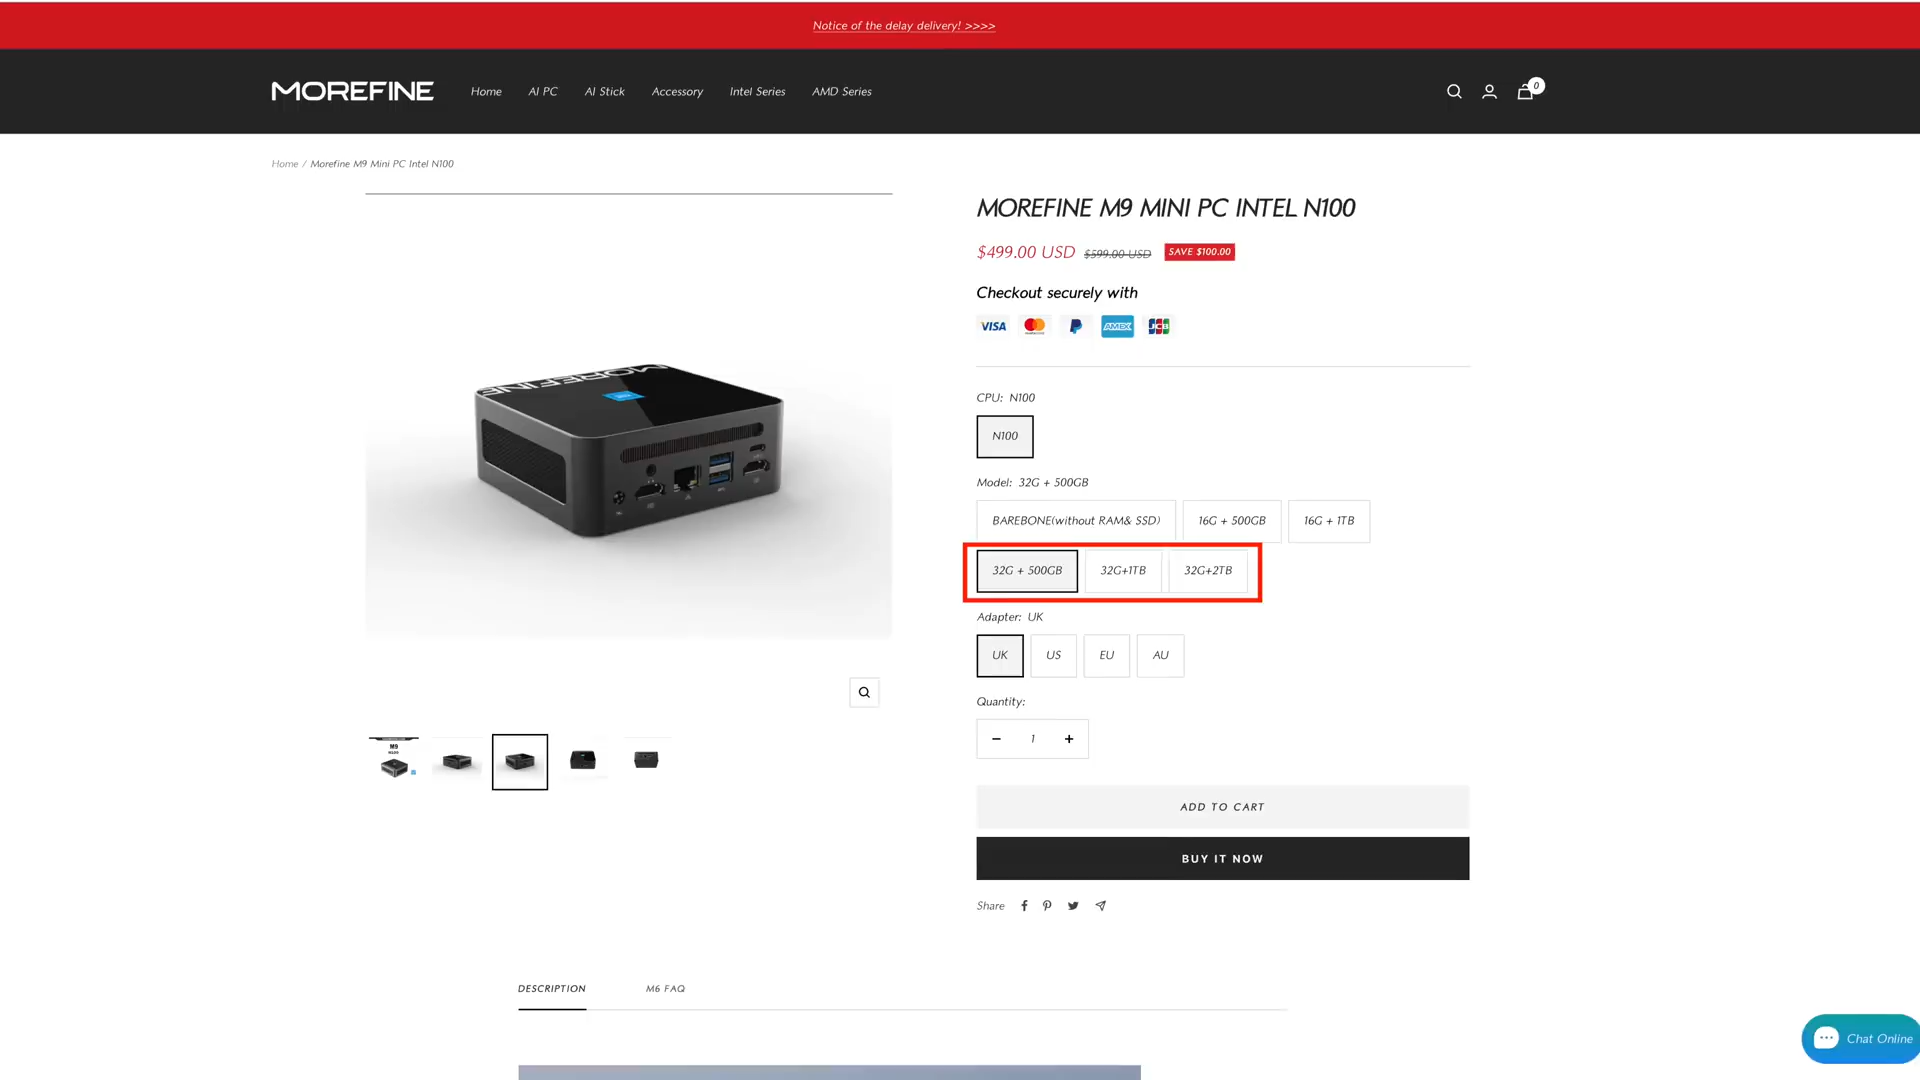 Notice of the delay delivery! >>>>
MOREFINE
Home
AI PC
AI Stick
Accessory
Intel Series
AMD Series
0
Home / Morefine M9 Mini PC Intel N100
MOREFINE M9 MINI PC INTEL N100
$499.00 USD $599.00 USD SAVE $100.00
Checkout securely with
VISA
AMEX
JCB
CPU: N100
N100
Model: 32G + 500GB
BAREBONE(without RAM& SSD)
16G + 500GB
16G + 1TB
32G + 500GB
32G+1TB
32G+2TB
Adapter: UK
UK
US
EU
AU
Quantity:
− 1 +
ADD TO CART
BUY IT NOW
Share
MOREFINE
M9
N100
DESCRIPTION
M6 FAQ
Chat Online